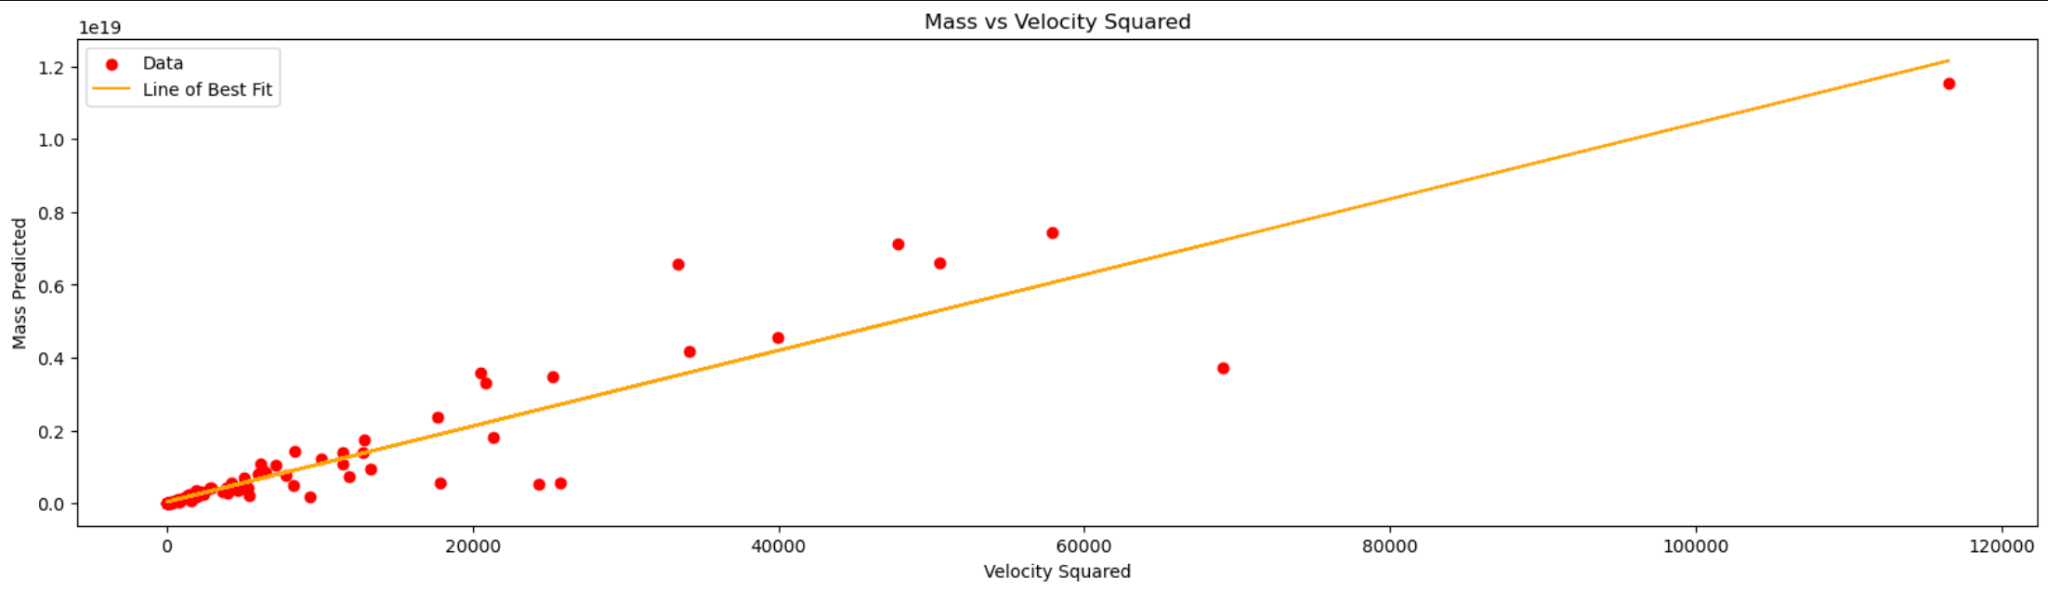 Mass vs Velocity Squared
1e19
Data
Line of Best Fit
1.2
1.0
0.8
0.6
0.4
0.2
0.0
Mass Predicted
0 20000 40000 60000 80000 100000 120000
Velocity Squared